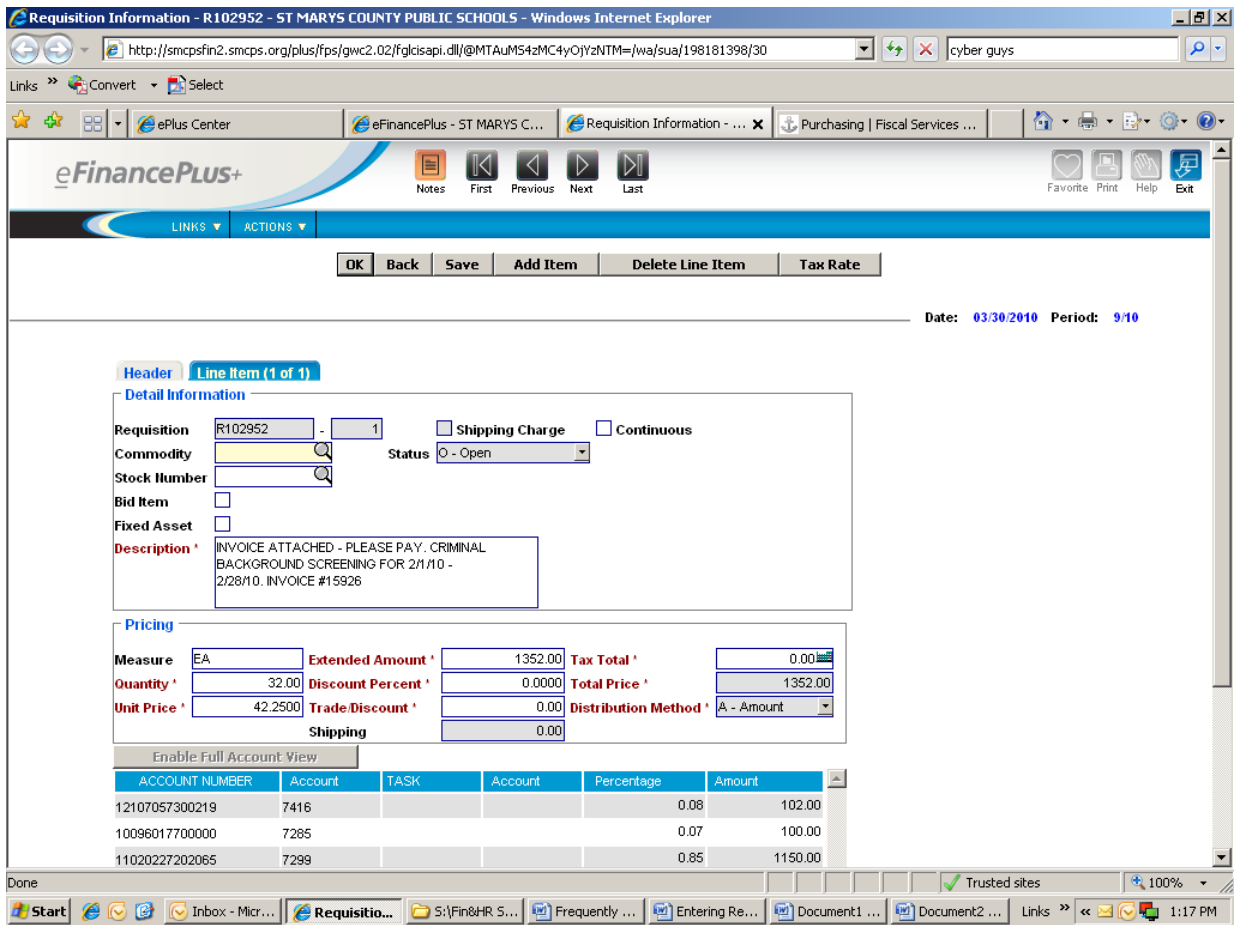 Requisition Information - R102952 - ST MARYS COUNTY PUBLIC SCHOOLS - Windows Internet Explorer
http://smcpsfin2.smcps.org/plus/fps/gwc2.02/fglcisapi.dll/@MTAuMS4zMC4yOjYzNTM=/wa/sua/198181398/30
cyber guys
Links » Convert Select
ePlus Center eFinancePlus - ST MARYS C... Requisition Information - ... x Purchasing | Fiscal Services ...
eFinancePLUS+
Notes First Previous Next Last Favorite Print Help Exit
LINKS ACTIONS
OK Back Save Add Item Delete Line Item Tax Rate
Date: 03/30/2010 Period: 9/10
Header Line Item (1 of 1)
Detail Information
Requisition R102952 - 1 Shipping Charge Continuous
Commodity Status O - Open
Stock Number
Bid Item
Fixed Asset
Description * INVOICE ATTACHED - PLEASE PAY. CRIMINAL
BACKGROUND SCREENING FOR 2/1/10 -
2/28/10. INVOICE #15926
Pricing
Measure EA Extended Amount * 1352.00 Tax Total * 0.00
Quantity * 32.00 Discount Percent * 0.0000 Total Price * 1352.00
Unit Price * 42.2500 Trade/Discount * 0.00 Distribution Method * A - Amount
Shipping 0.00
Enable Full Account View
ACCOUNT NUMBER Account TASK Account Percentage Amount
12107057300219 7416 0.08 102.00
10096017700000 7285 0.07 100.00
11020227202065 7299 0.85 1150.00
Done Trusted sites 100%
Start Inbox - Micr... Requisitio... S:\Fin&HR S... Frequently ... Entering Re... Document1 ... Document2 ... Links » « 1:17 PM